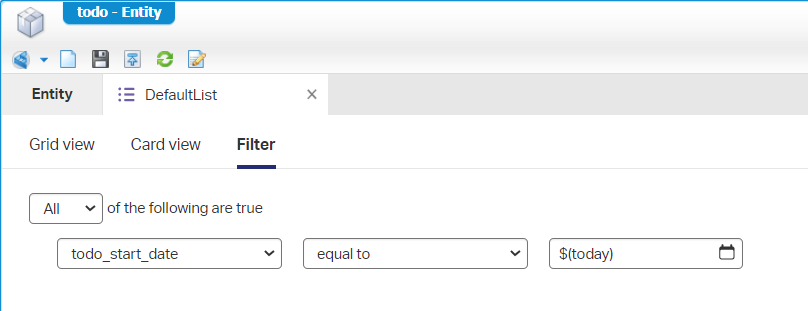 todo - Entity
Entity DefaultList
Grid view Card view Filter
All of the following are true
todo_start_date equal to $(today)